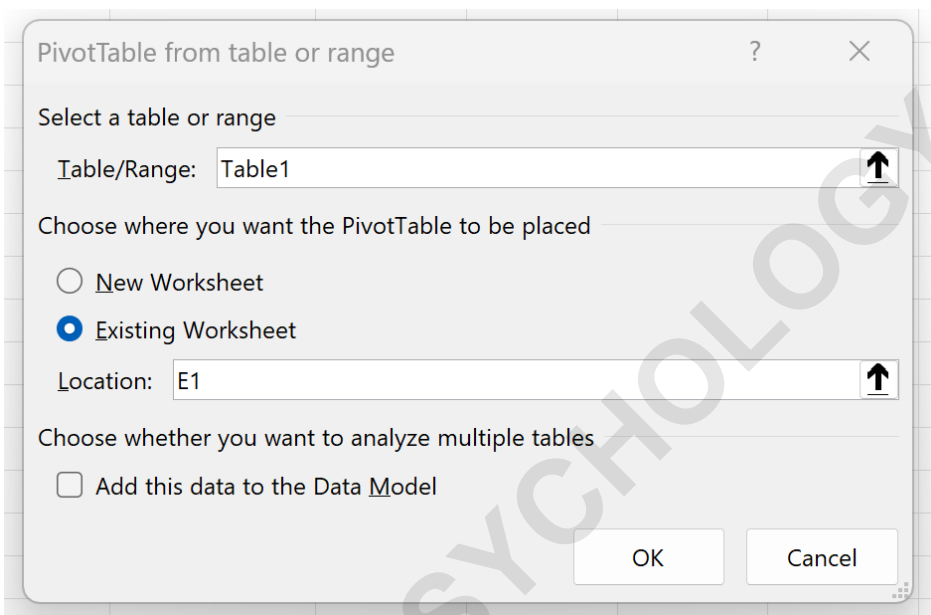 PivotTable from table or range ?
Select a table or range
Table/Range: Table1
Choose where you want the PivotTable to be placed
New Worksheet
Existing Worksheet
Location: E1
Choose whether you want to analyze multiple tables
Add this data to the Data Model
OK Cancel
SYCHOLOGY